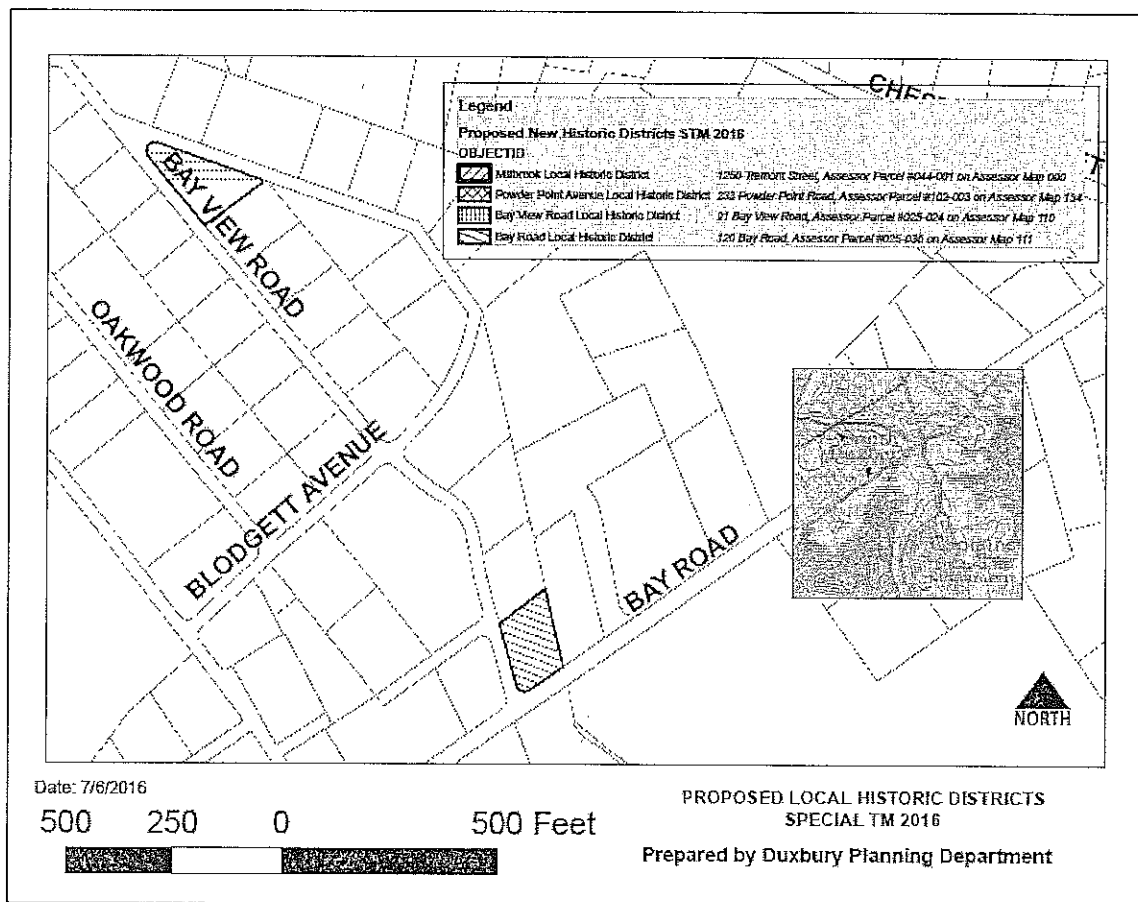 CHES
T
Legend
Proposed New Historic Districts STM 2016
OBJECTID
Millbrook Local Historic District 1250 Tremont Street, Assessor Parcel #044-001 on Assessor Map
Powder Point Avenue Local Historic District 233 Powder Point Road, Assessor Parcel #102-003 on Assessor Map 134
Bay View Road Local Historic District 91 Bay View Road, Assessor Parcel #025-024 on Assessor Map 110
Bay Road Local Historic District 120 Bay Road, Assessor Parcel #025-036 on Assessor Map 111
BAY VIEW ROAD
OAKWOOD ROAD
BLODGETT AVENUE
BAY ROAD
NORTH
Date: 7/6/2016
500 250 0 500 Feet
PROPOSED LOCAL HISTORIC DISTRICTS
SPECIAL TM 2016
Prepared by Duxbury Planning Department